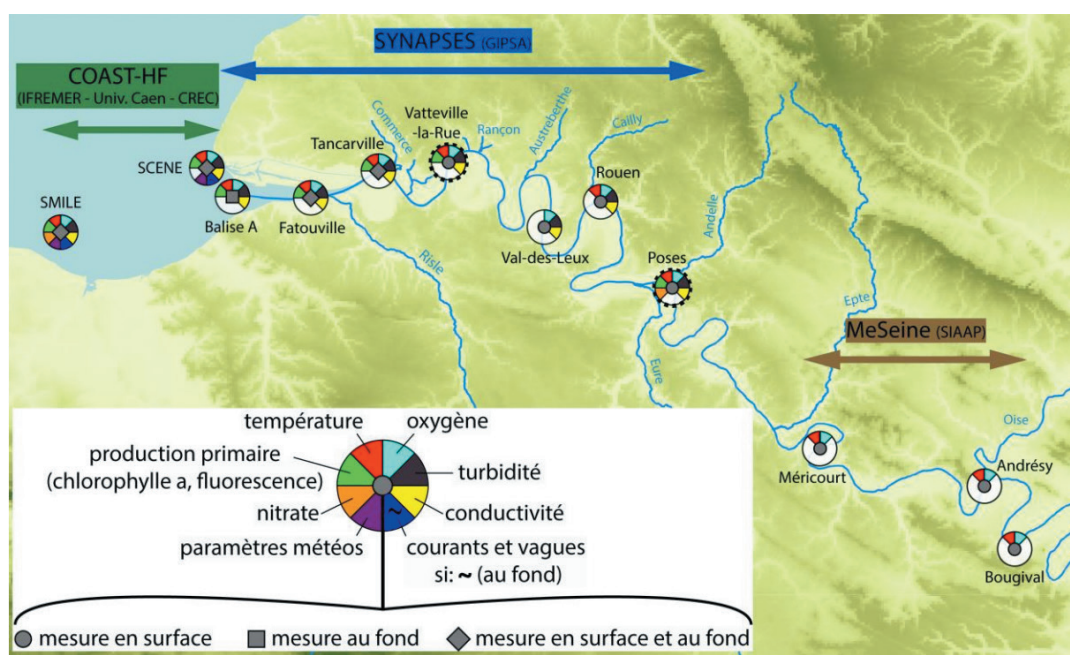 SYNAPSES (GIPSA)
COAST-HF
(IFREMER - Univ. Caen - CREC)
Commerce
Vatteville
-la-Rue
Rançon
Austreberthe
Cailly
Tancarville
SCENE
Rouen
SMILE
Balise A
Fatouville
Val-des-Leux
Andelle
Poses
Risle
Epte
Eure
MeSeine (SIAAP)
Oise
Méricourt
Andrésy
Bougival
température
oxygène
production primaire
(chlorophylle a, fluorescence)
turbidité
nitrate
conductivité
paramètres météos
courants et vagues
si: ~ (au fond)
~
mesure en surface
mesure au fond
mesure en surface et au fond